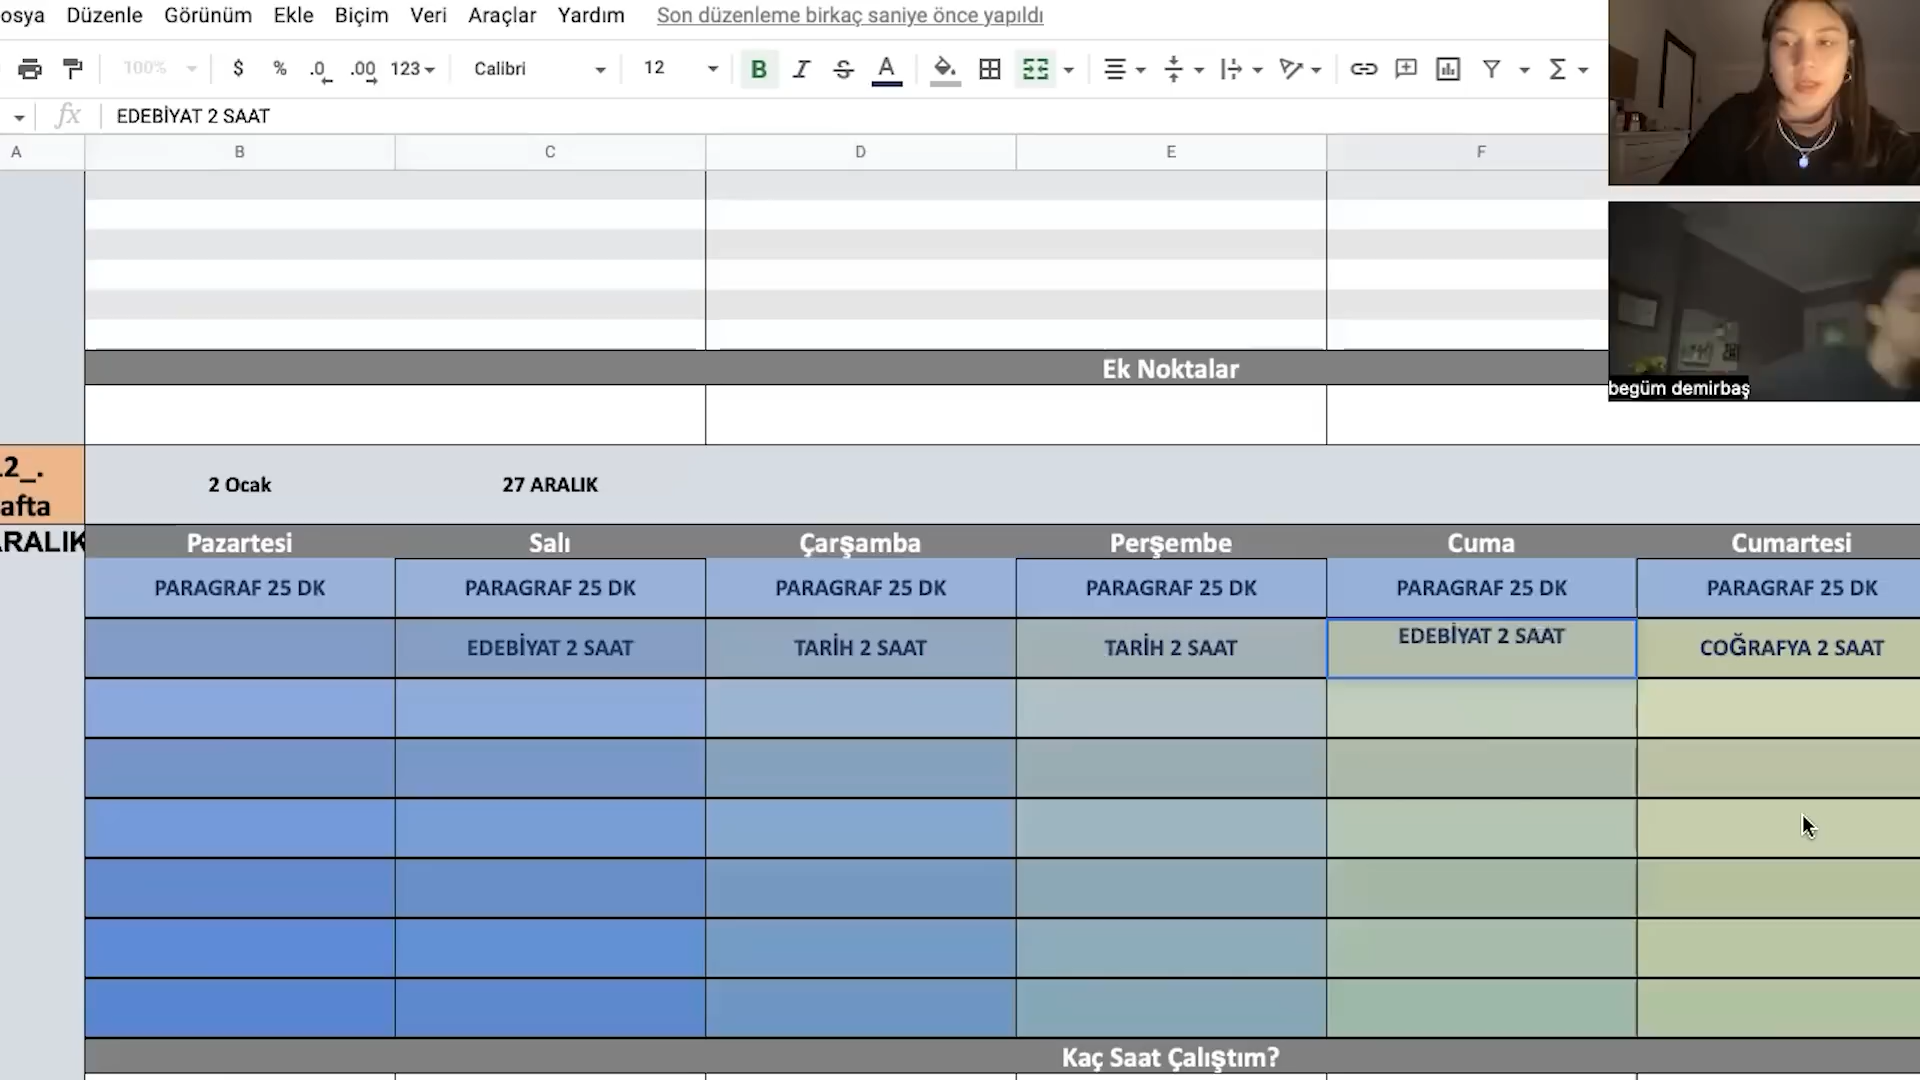 osya Düzenle Görünüm Ekle Biçim Veri Araçlar Yardım Son düzenleme birkaç saniye önce yapıldı
100% $ % .0 .00 123 Calibri 12 B I S A Σ
fx EDEBİYAT 2 SAAT
A B C D E F
Ek Noktalar
begüm demirbaş
2_.
afta
2 Ocak 27 ARALIK
ARALIK Pazartesi Salı Çarşamba Perşembe Cuma Cumartesi
PARAGRAF 25 DK PARAGRAF 25 DK PARAGRAF 25 DK PARAGRAF 25 DK PARAGRAF 25 DK PARAGRAF 25 DK
EDEBİYAT 2 SAAT TARİH 2 SAAT TARİH 2 SAAT EDEBİYAT 2 SAAT COĞRAFYA 2 SAAT
Kaç Saat Çalıştım?